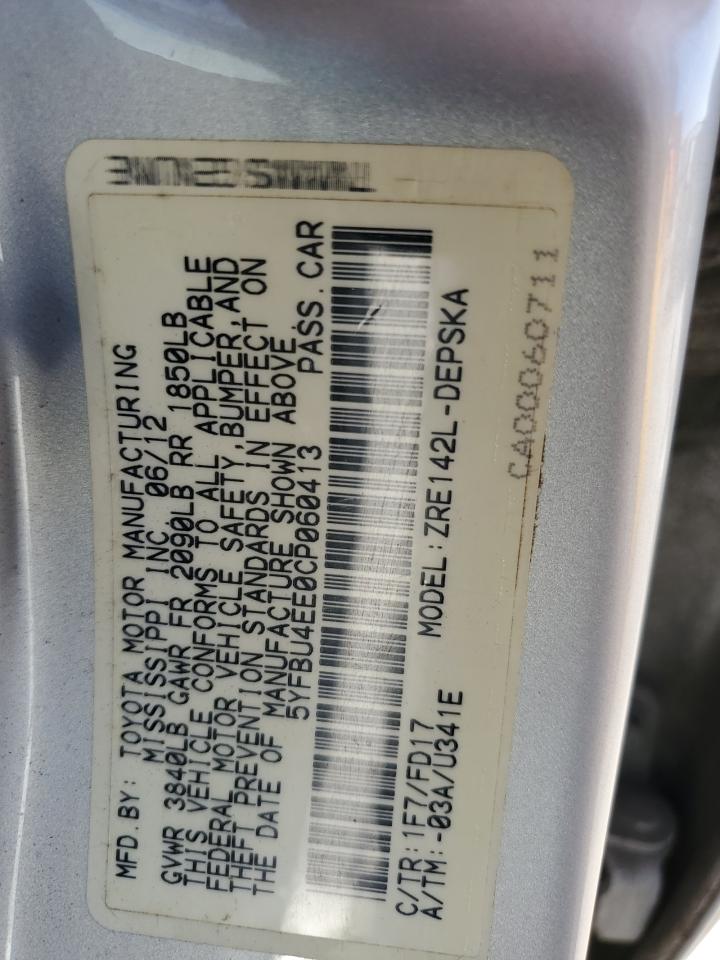 MFD. BY: TOYOTA MOTOR MANUFACTURING
MISSISSIPPI INC. 06/12
GVWR 3840LB GAWR FR 2090LB RR 1850LB
THIS VEHICLE CONFORMS TO ALL APPLICABLE
FEDERAL MOTOR VEHICLE SAFETY, BUMPER, AND
THEFT PREVENTION STANDARDS IN EFFECT ON
THE DATE OF MANUFACTURE SHOWN ABOVE.
5YFBU4EE0CP060413 PASS. CAR
C/TR: 1F7/FD17 MODEL: ZRE142L-DEPSKA
A/TM: -03A/U341E
CA00060711